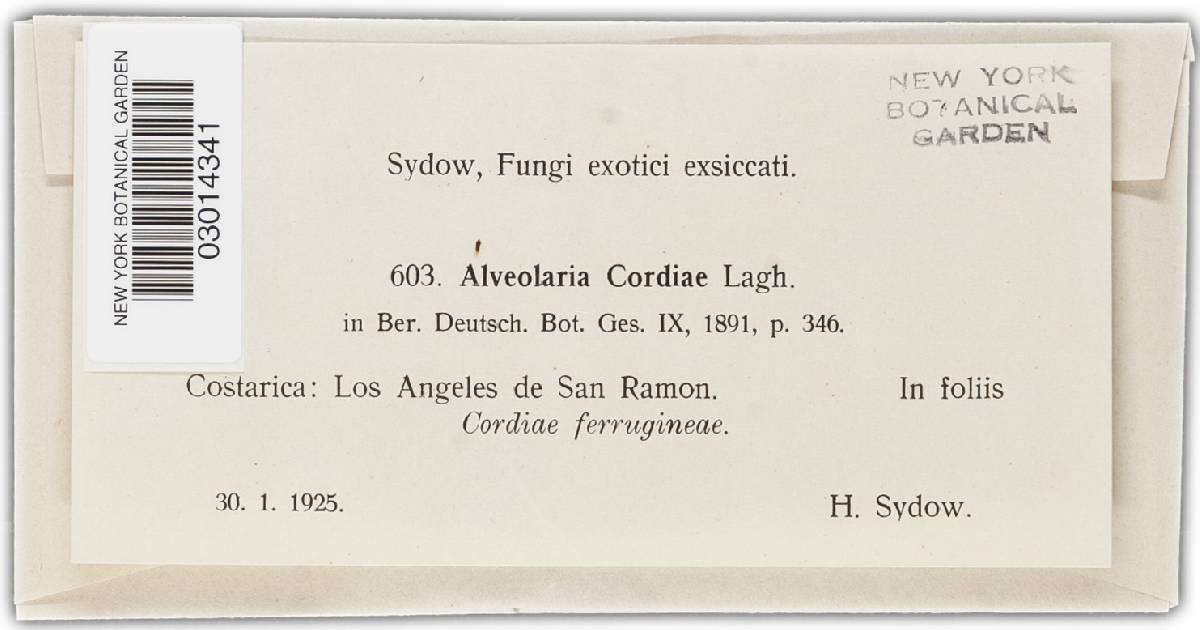 NEW YORK BOTANICAL GARDEN
03014341
NEW YORK
BOTANICAL
GARDEN
Sydow, Fungi exotici exsiccati.
603. Alveolaria Cordiae Lagh.
in Ber. Deutsch. Bot. Ges. IX, 1891, p. 346.
Costarica: Los Angeles de San Ramon. In foliis
Cordiae ferrugineae.
30. 1. 1925. H. Sydow.